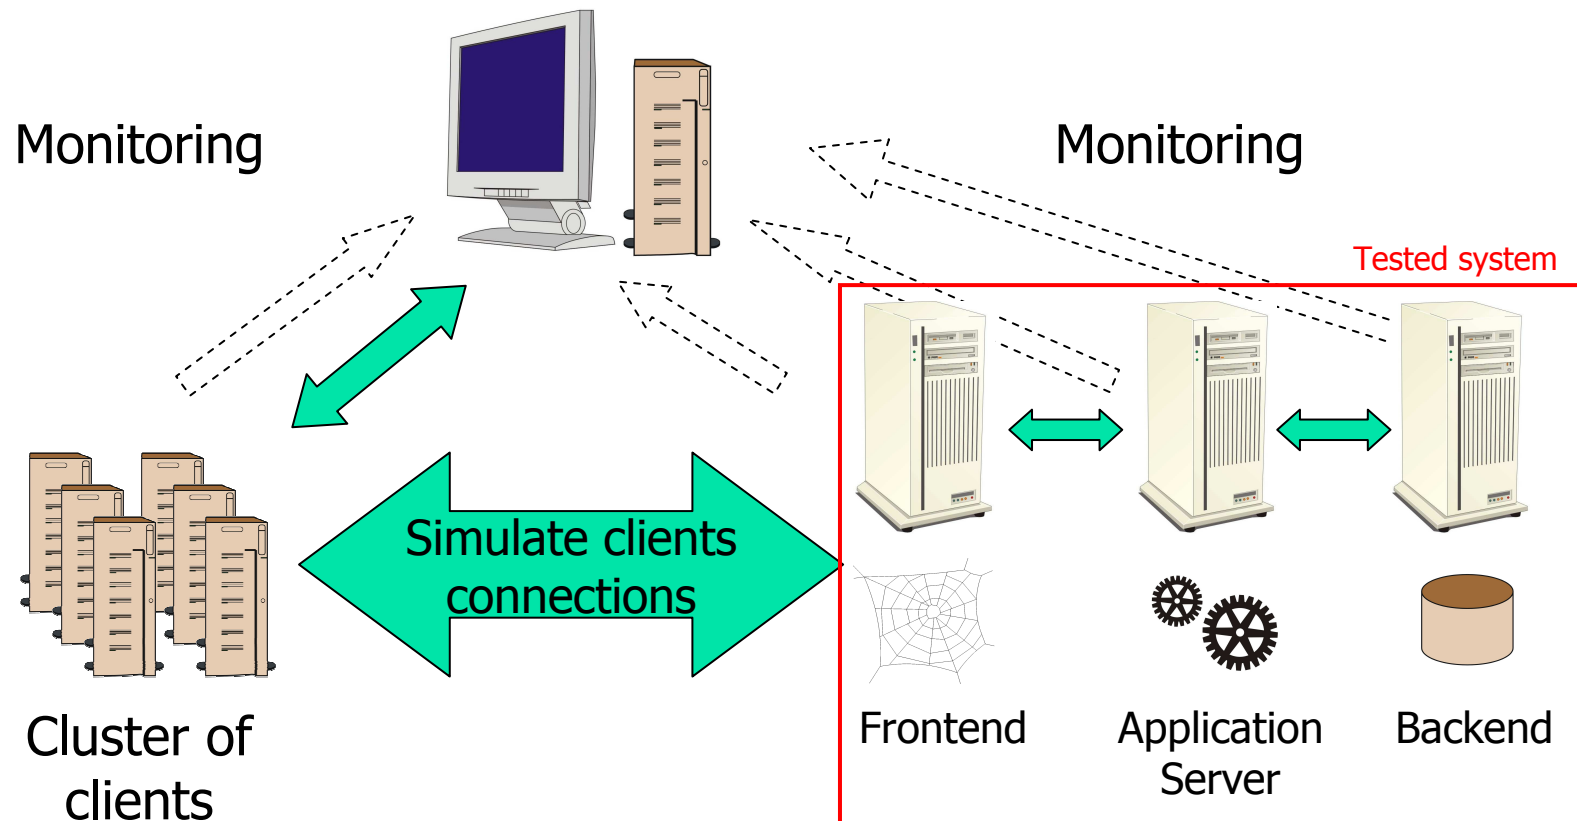 Monitoring
Monitoring
Tested system
Simulate clients
connections
Cluster of
clients
Frontend
Application
Server
Backend